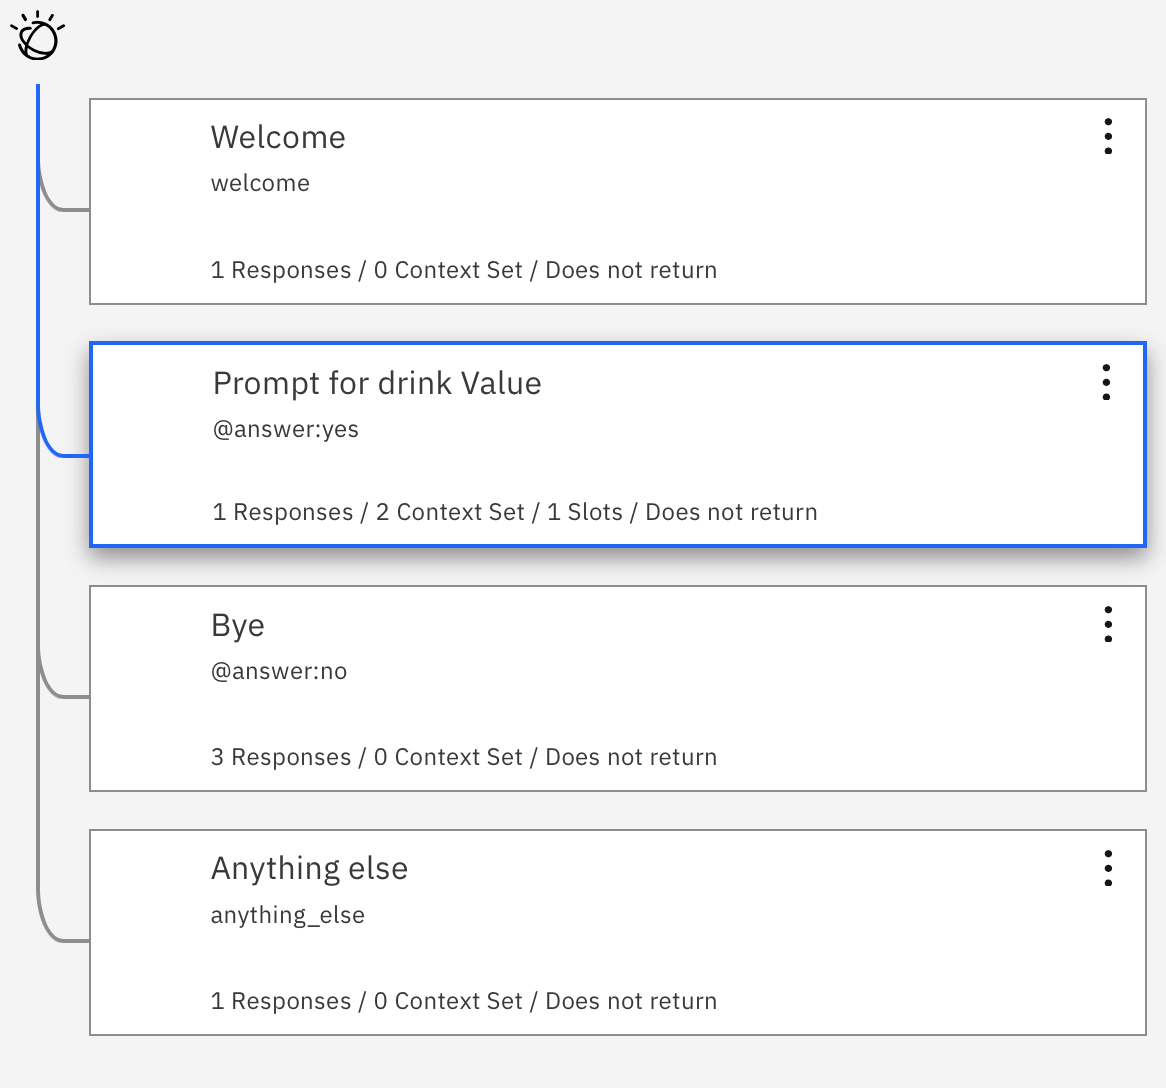 Welcome
welcome
1 Responses / 0 Context Set / Does not return
Prompt for drink Value
@answer:yes
1 Responses / 2 Context Set / 1 Slots / Does not return
Bye
@answer:no
3 Responses / 0 Context Set / Does not return
Anything else
anything_else
1 Responses / 0 Context Set / Does not return